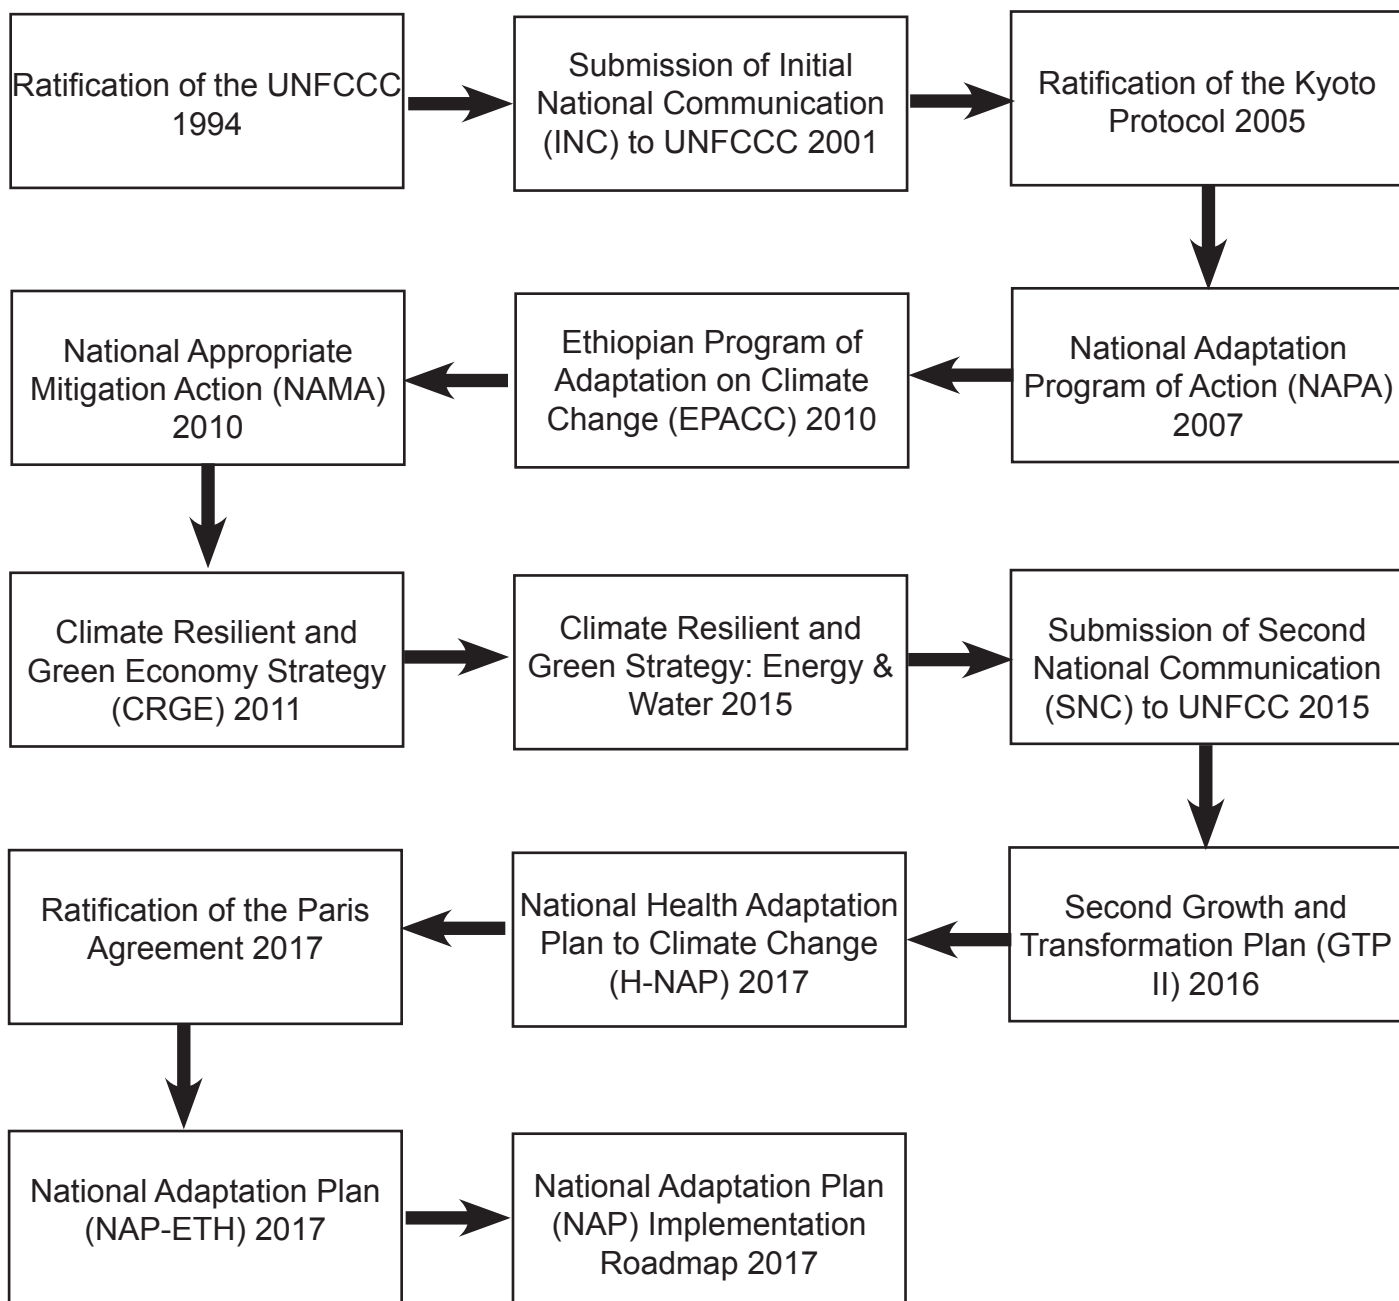 Ratification of the UNFCCC
1994
Submission of Initial
National Communication
(INC) to UNFCCC 2001
Ratification of the Kyoto
Protocol 2005
National Adaptation
Program of Action (NAPA)
2007
Ethiopian Program of
Adaptation on Climate
Change (EPACC) 2010
National Appropriate
Mitigation Action (NAMA)
2010
Climate Resilient and
Green Economy Strategy
(CRGE) 2011
Climate Resilient and
Green Strategy: Energy &
Water 2015
Submission of Second
National Communication
(SNC) to UNFCC 2015
Second Growth and
Transformation Plan (GTP
II) 2016
National Health Adaptation
Plan to Climate Change
(H-NAP) 2017
Ratification of the Paris
Agreement 2017
National Adaptation Plan
(NAP-ETH) 2017
National Adaptation Plan
(NAP) Implementation
Roadmap 2017